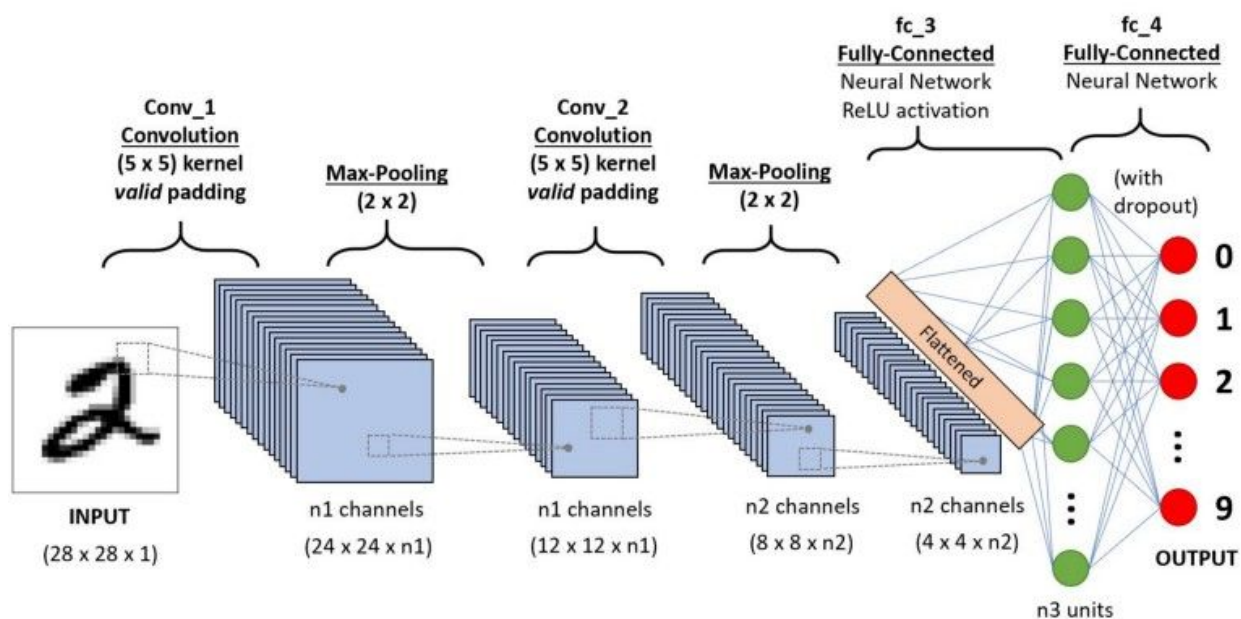 Conv_1
Convolution
(5 x 5) kernel
valid padding
Max-Pooling
(2 x 2)
Conv_2
Convolution
(5 x 5) kernel
valid padding
Max-Pooling
(2 x 2)
fc_3
Fully-Connected
Neural Network
ReLU activation
fc_4
Fully-Connected
Neural Network
(with
dropout)
Flattened
0
1
2
9
OUTPUT
2
INPUT
(28 x 28 x 1)
n1 channels
(24 x 24 x n1)
n1 channels
(12 x 12 x n1)
n2 channels
(8 x 8 x n2)
n2 channels
(4 x 4 x n2)
n3 units